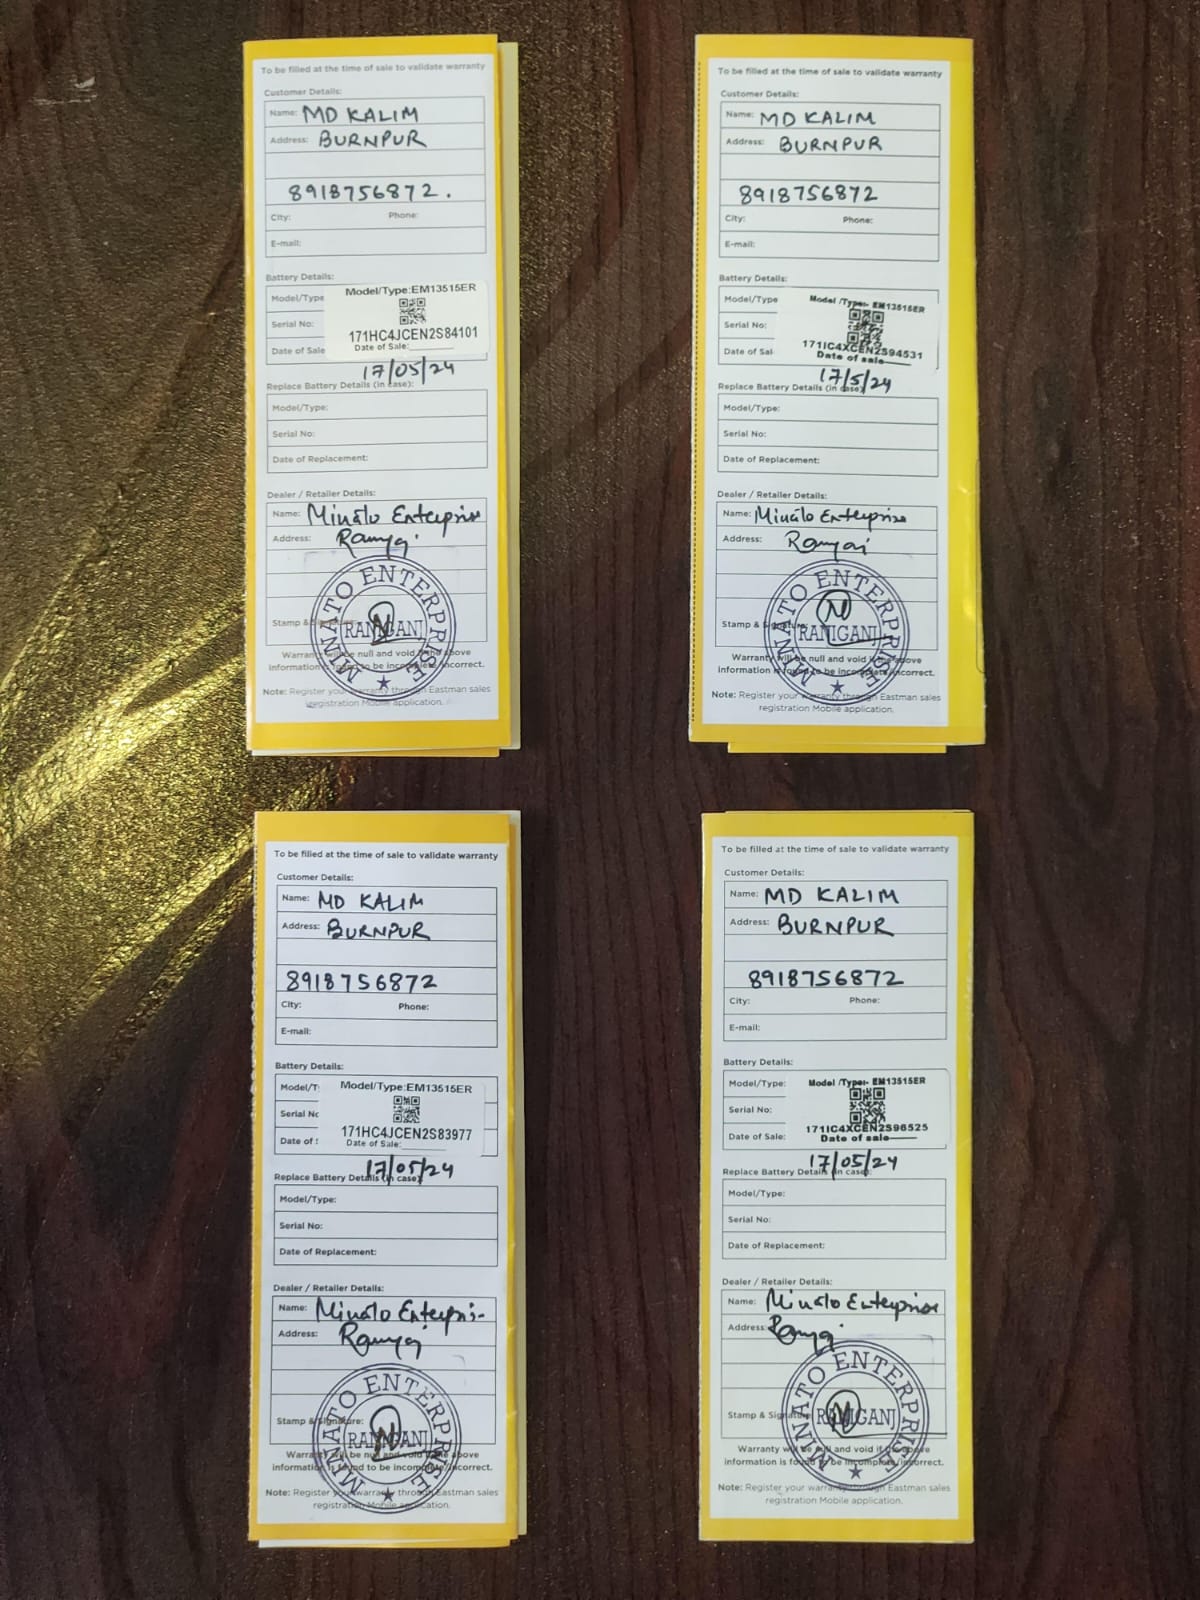 To be filled at the time of sale to validate warranty
Customer Details:
Name: MD KALIM
Address: BURNPUR
8918756872.
City: Phone:
E-mail:
Battery Details:
Model/Type Model/Type:EM13515ER
Serial No: 171HC4JCEN2S84101
Date of Sale Date of Sale:
17/05/24
Replace Battery Details (in case):
Model/Type:
Serial No:
Date of Replacement:
Dealer / Retailer Details:
Name: Minato Enterprise
Address:
MINATO ENTERPRISE
Stamp & Signature:
RANIGANJ
Warranty will be null and void if the above
information is found to be incomplete/incorrect.
Note: Register your warranty through Eastman sales
registration Mobile application.
To be filled at the time of sale to validate warranty
Customer Details:
Name: MD KALIM
Address: BURNPUR
8918756872
City: Phone:
E-mail:
Battery Details:
Model/Type Model /Type:- EM13515ER
Serial No: 171IC4XCEN2S94531
Date of Sal Date of sale
17/5/24
Replace Battery Details (in case)
Model/Type:
Serial No:
Date of Replacement:
Dealer / Retailer Details:
Name: Minato Enterprise
Address:
MINATO ENTERPRISE
Stamp & Signature:
RANIGANJ
Warranty will be null and void if the above
information is found to be incomplete/incorrect.
Note: Register your warranty through Eastman sales
registration Mobile application.
To be filled at the time of sale to validate warranty
Customer Details:
Name: MD KALIM
Address: BURNPUR
8918756872
City: Phone:
E-mail:
Battery Details:
Model/T Model/Type:EM13515ER
Serial No 171HC4JCEN2S83977
Date of Date of Sale:
17/05/24
Replace Battery Details (in case)
Model/Type:
Serial No:
Date of Replacement:
Dealer / Retailer Details:
Name: Minato
Address:
MINATO ENTERPRISE
Stamp & Signature:
RANIGANJ
Warranty will be null and void if the above
information is found to be incomplete/incorrect.
Note: Register your warranty through Eastman sales
registration Mobile application.
To be filled at the time of sale to validate warranty
Customer Details:
Name: MD KALIM
Address: BURNPUR
8918756872
City: Phone:
E-mail:
Battery Details:
Model/Type: Model /Type:- EM13515ER
Serial No: 171IC4XCEN2S96525
Date of Sale: Date of sale
17/05/24
Replace Battery Details (in case)
Model/Type:
Serial No:
Date of Replacement:
Dealer / Retailer Details:
Name: Minato Enterprise
Address:
MINATO ENTERPRISE
Stamp & Signature
RANIGANJ
Warranty will be null and void if the above
information is found to be incomplete/incorrect.
Note: Register your warranty through Eastman sales
registration Mobile application.